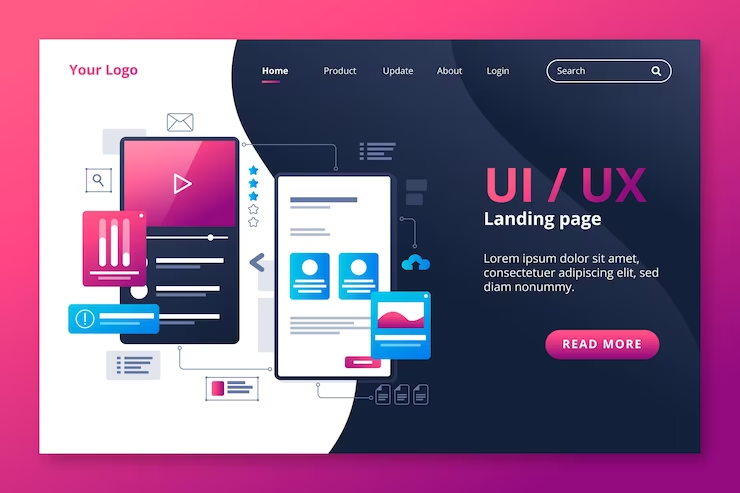 Your Logo
Home
Product
Update
About
Login
Search
UI / UX
Landing page
Lorem ipsum dolor sit amet,
consectetuer adipiscing elit, sed
diam nonummy.
READ MORE